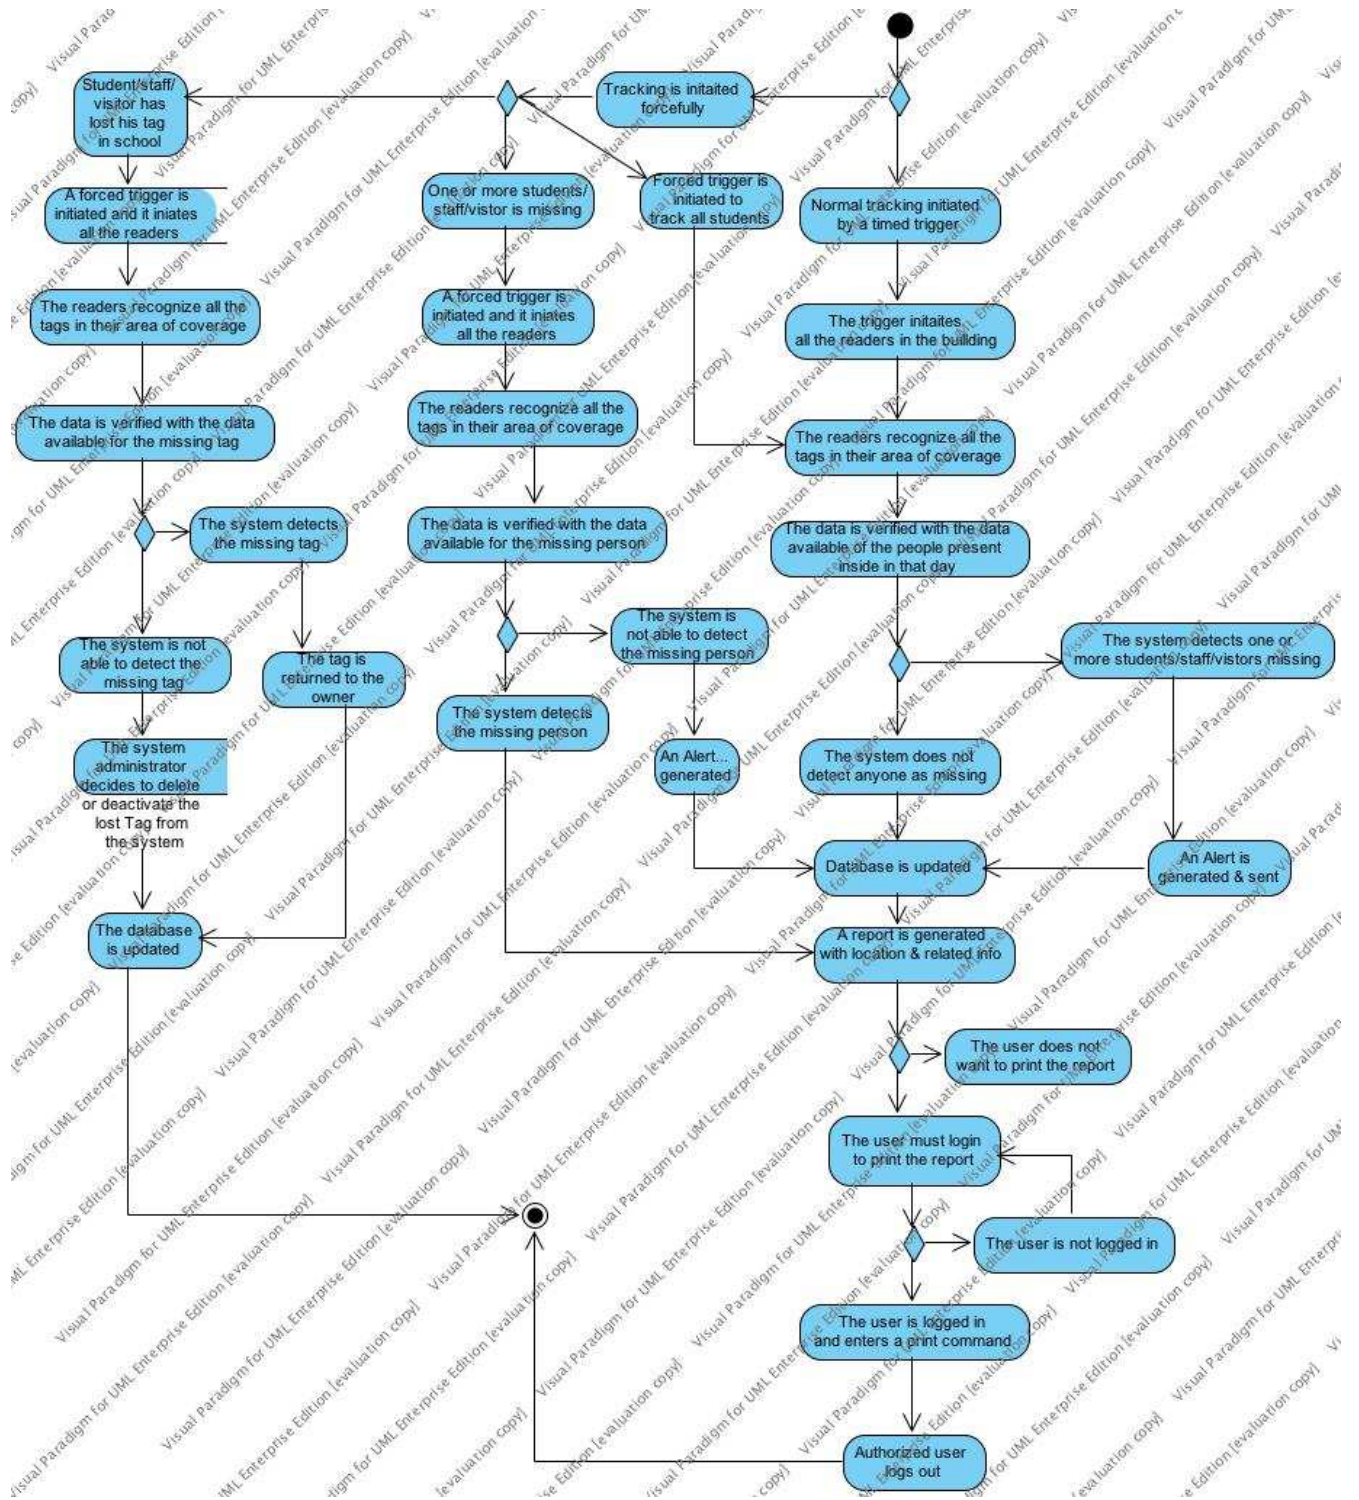 Student/staff/
visitor has
lost his tag
in school
Tracking is initaited
forcefully
A forced trigger is
initiated and it iniates
all the readers
One or more students/
staff/vistor is missing
Forced trigger is
initiated to
track all students
Normal tracking initiated
by a timed trigger
The readers recognize all the
tags in their area of coverage
A forced trigger is
initiated and it iniates
all the readers
The trigger initaites
all the readers in the building
The data is verified with the data
available for the missing tag
The readers recognize all the
tags in their area of coverage
The readers recognize all the
tags in their area of coverage
The system detects
the missing tag
The data is verified with the data
available for the missing person
The data is verified with the data
available of the people present
inside in that day
The system is not
able to detect the
missing tag
The tag is
returned to the
owner
The system is
not able to detect
the missing person
The system detects one or
more students/staff/vistors missing
The system detects
the missing person
The system
administrator
decides to delete
or deactivate the
lost Tag from
the system
An Alert...
generated
The system does not
detect anyone as missing
Database is updated
An Alert is
generated & sent
The database
is updated
A report is generated
with location & related info
The user does not
want to print the report
The user must login
to print the report
The user is not logged in
The user is logged in
and enters a print command
Authorized user
logs out
Visual Paradigm for UML Enterprise Edition [evaluation copy]